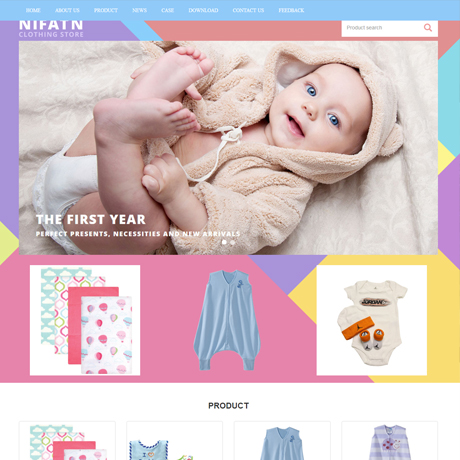 HOME ABOUT US PRODUCT NEWS CASE DOWNLOAD CONTACT US FEEDBACK
NIFATN
CLOTHING STORE
Product search
THE FIRST YEAR
PERFECT PRESENTS, NECESSITIES AND NEW ARRIVALS
JORDAN
PRODUCT